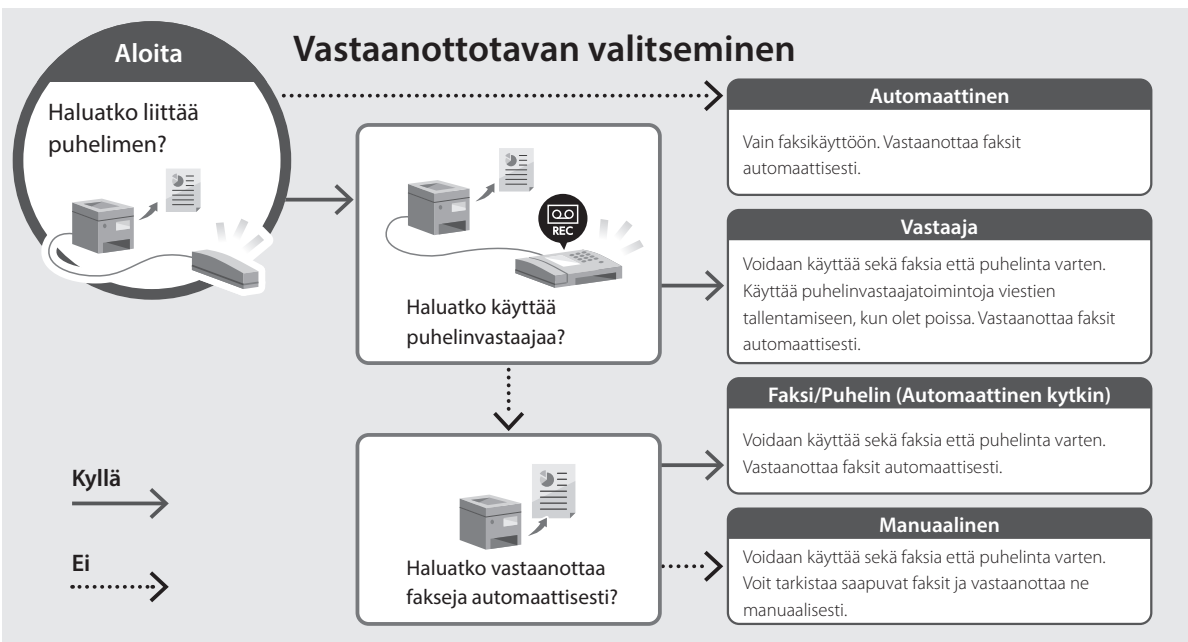 Vastaanottotavan valitseminen
Aloita
Haluatko liittää
puhelimen?
REC
Haluatko käyttää
puhelinvastaajaa?
Haluatko vastaanottaa
fakseja automaattisesti?
Kyllä
Ei
Automaattinen
Vain faksikäyttöön. Vastaanottaa faksit
automaattisesti.
Vastaaja
Voidaan käyttää sekä faksia että puhelinta varten.
Käyttää puhelinvastaajatoimintoja viestien
tallentamiseen, kun olet poissa. Vastaanottaa faksit
automaattisesti.
Faksi/Puhelin (Automaattinen kytkin)
Voidaan käyttää sekä faksia että puhelinta varten.
Vastaanottaa faksit automaattisesti.
Manuaalinen
Voidaan käyttää sekä faksia että puhelinta varten.
Voit tarkistaa saapuvat faksit ja vastaanottaa ne
manuaalisesti.